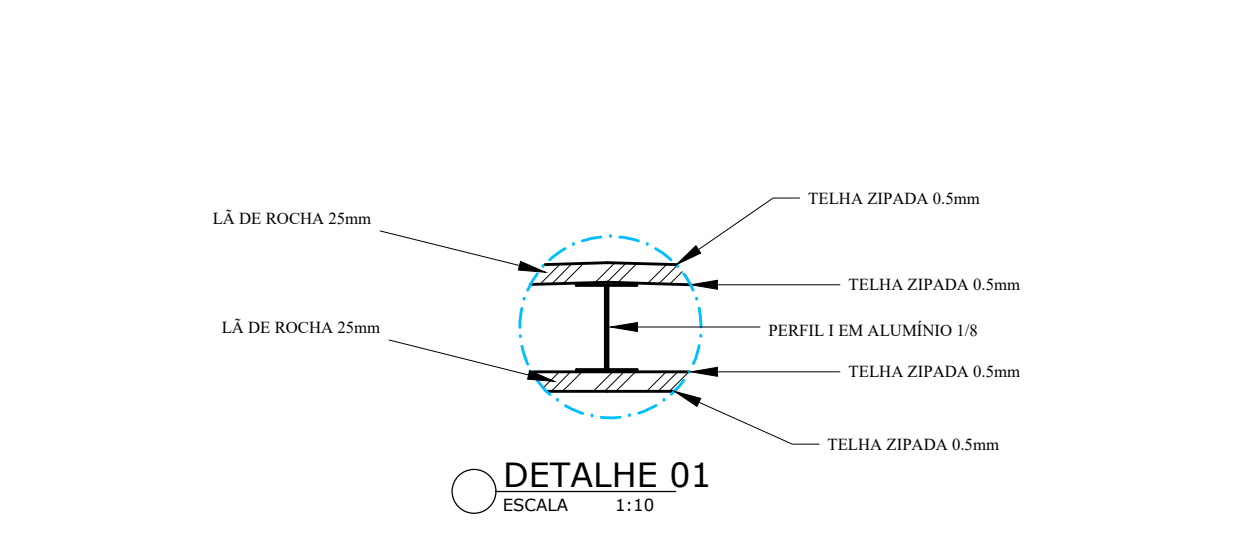 TELHA ZIPADA 0.5mm
LÃ DE ROCHA 25mm
TELHA ZIPADA 0.5mm
LÃ DE ROCHA 25mm
PERFIL I EM ALUMÍNIO 1/8
TELHA ZIPADA 0.5mm
TELHA ZIPADA 0.5mm
DETALHE 01
ESCALA 1:10